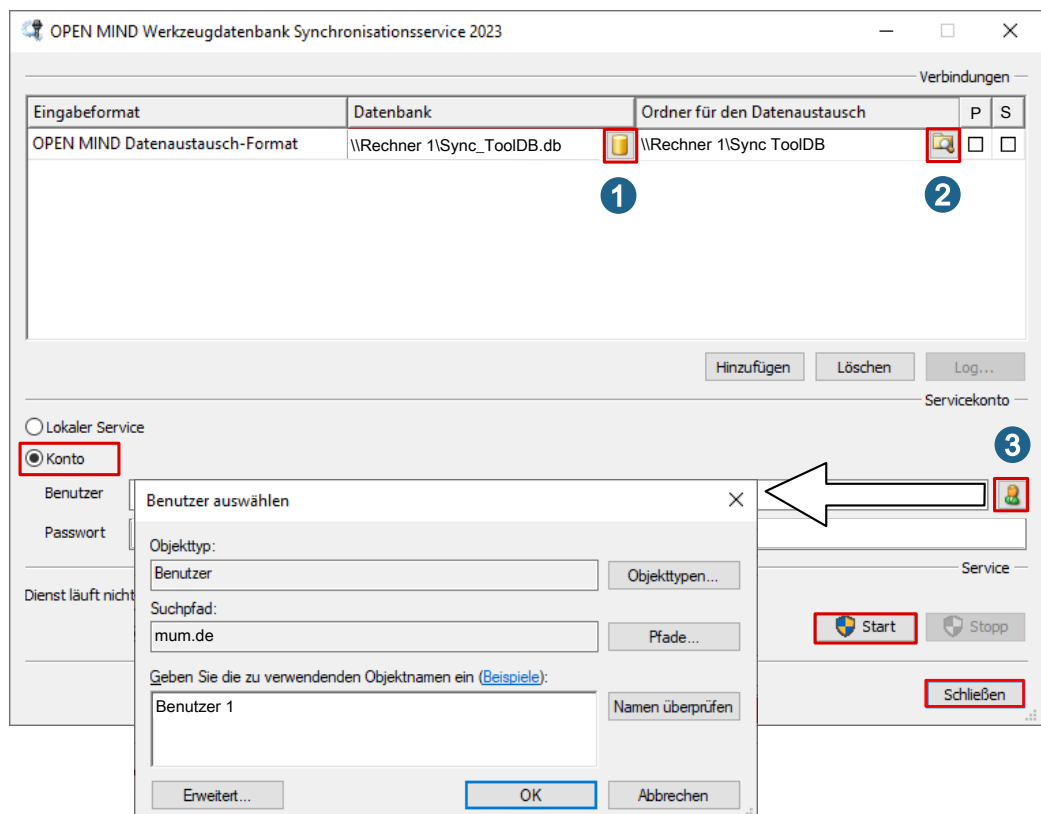 OPEN MIND Werkzeugdatenbank Synchronisationsservice 2023
Verbindungen
Eingabeformat Datenbank Ordner für den Datenaustausch P S
OPEN MIND Datenaustausch-Format \\Rechner 1\Sync_ToolDB.db \\Rechner 1\Sync ToolDB
1 2
Hinzufügen Löschen Log...
Servicekonto
Lokaler Service
Konto
3
Benutzer
Passwort
Service
Dienst läuft nicht
Start Stopp
Schließen
Benutzer auswählen
Objekttyp:
Benutzer Objekttypen...
Suchpfad:
mum.de Pfade...
Geben Sie die zu verwendenden Objektnamen ein (Beispiele):
Benutzer 1 Namen überprüfen
Erweitert... OK Abbrechen